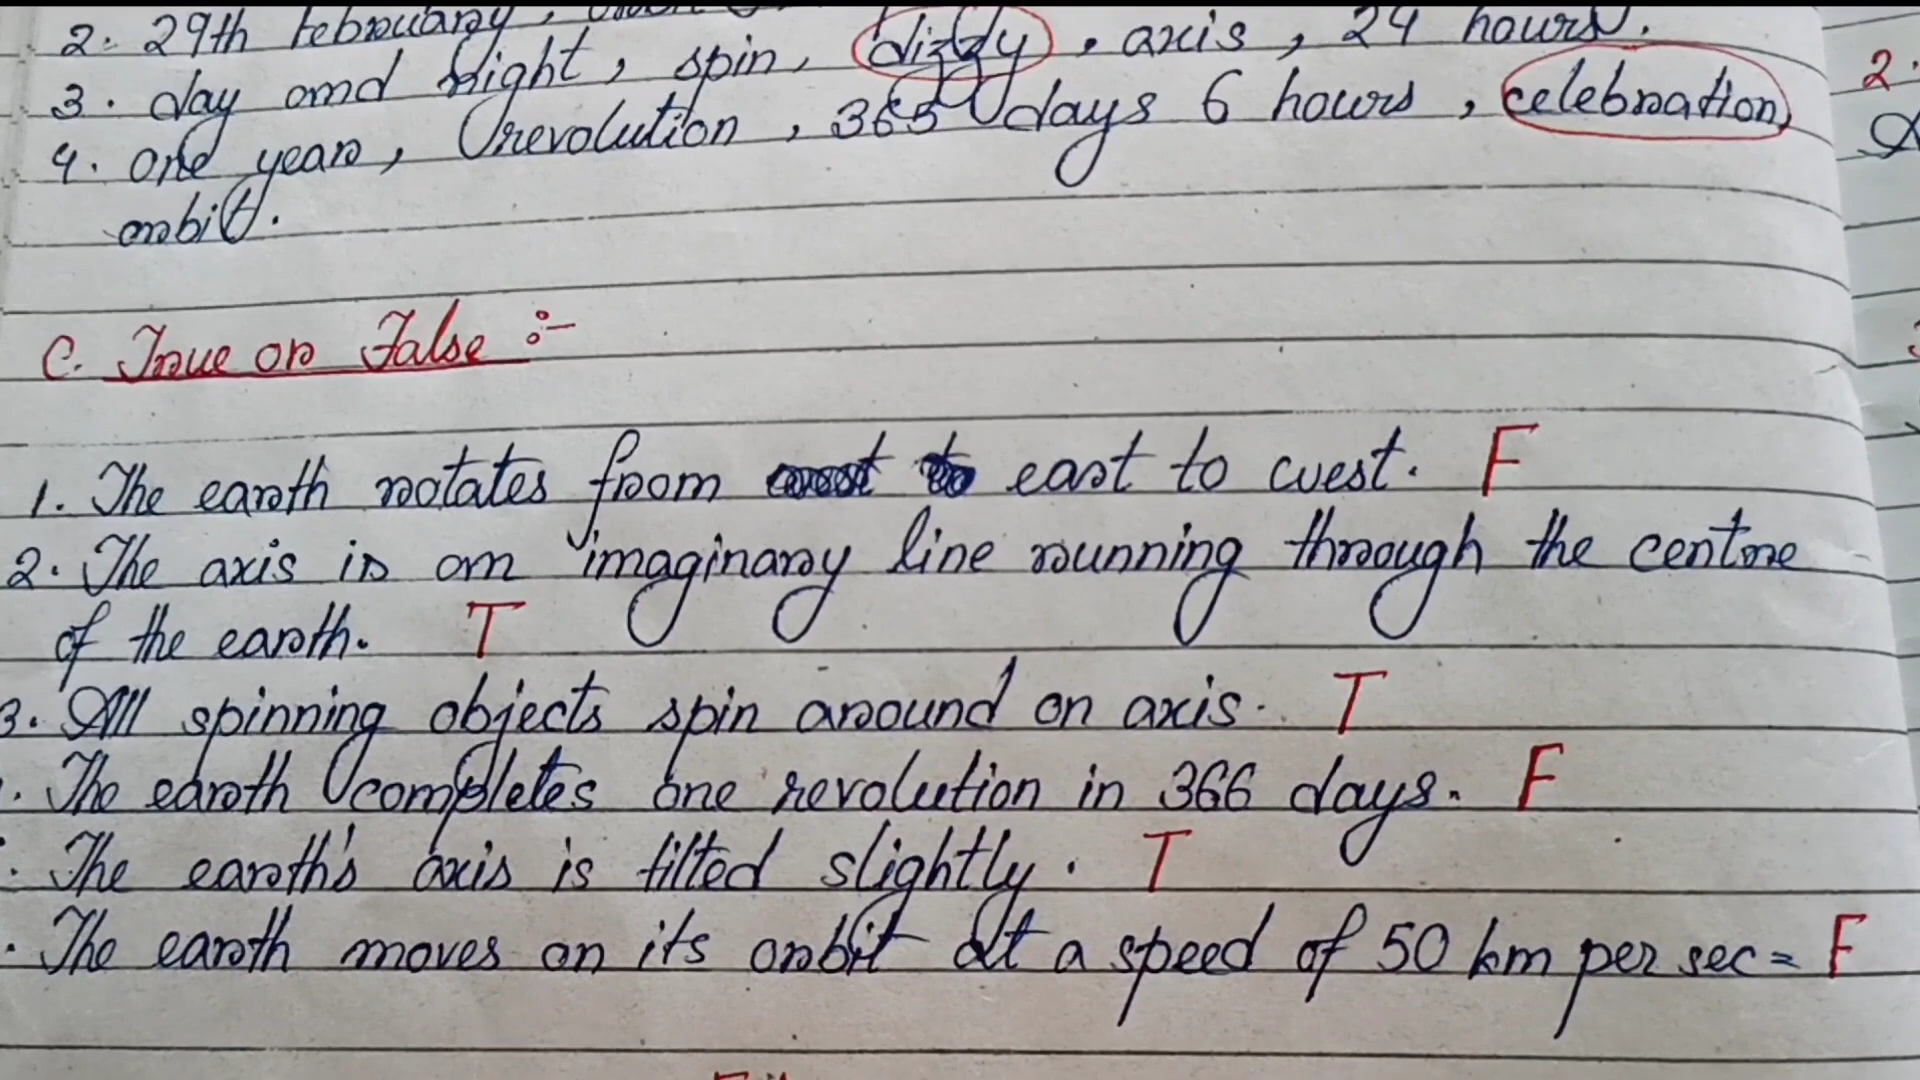 2. 29th February,
3. day and night, spin, dizzy, axis, 24 hours.
4. one year, revolution, 365 days 6 hours, celebration
orbit.
C. True or False :-
1. The earth rotates from east to west. F
2. The axis is an imaginary line running through the centre
of the earth. T
3. All spinning objects spin around on axis. T
. The earth completes one revolution in 366 days. F
. The earth's axis is tilted slightly. T
. The earth moves on its orbit at a speed of 50 km per sec= F
2.